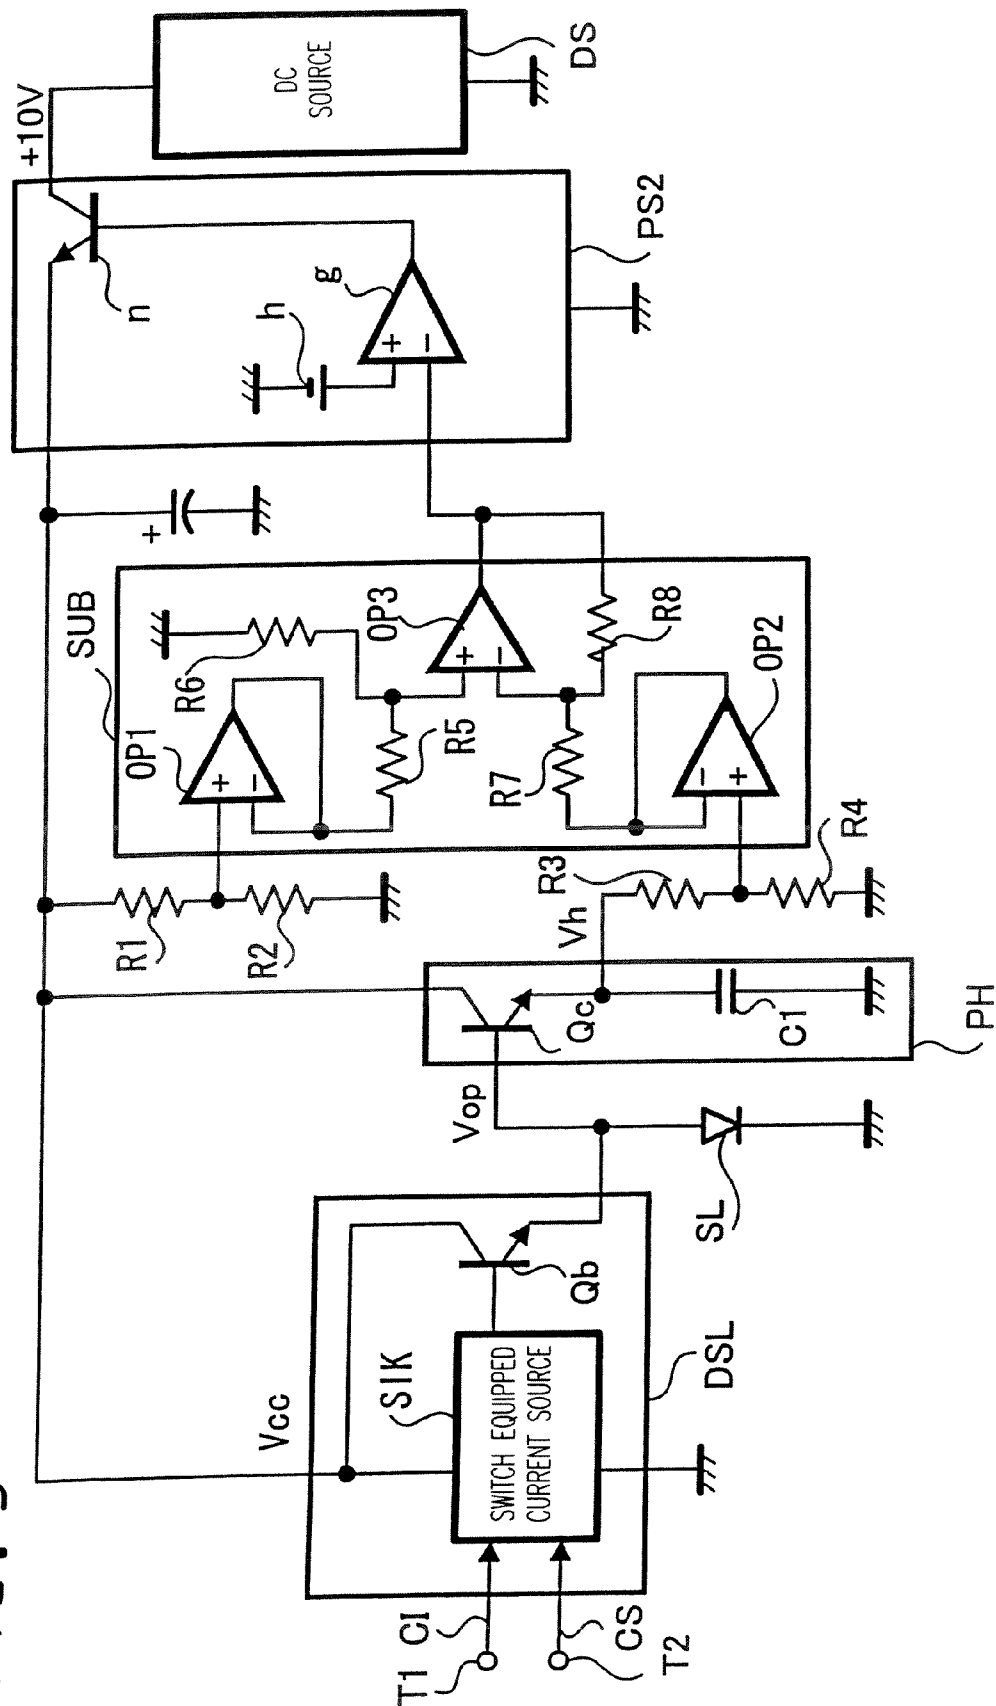 Vcc
+10V
SUB
n
DC
SOURCE
DS
R1
R2
OP1
R6
h
g
PS2
SIK
SWITCH EQUIPPED
CURRENT SOURCE
Qb
Vop
Qc
Vh
R5
OP3
R7
R8
R3
OP2
R4
T1
CI
T2
CS
DSL
SL
C1
PH
+
+
−
+
−
−
+
+
−